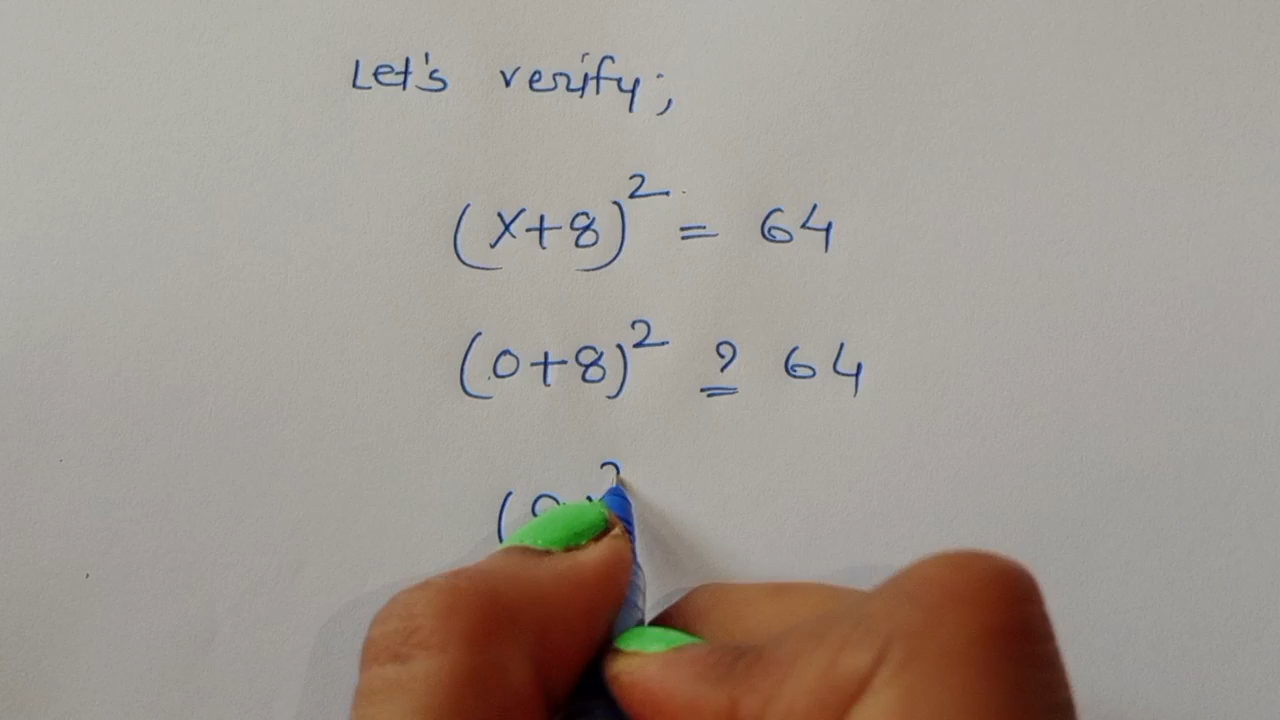 Let's verify;
(x+8)² = 64
(0+8)² ≟ 64
(